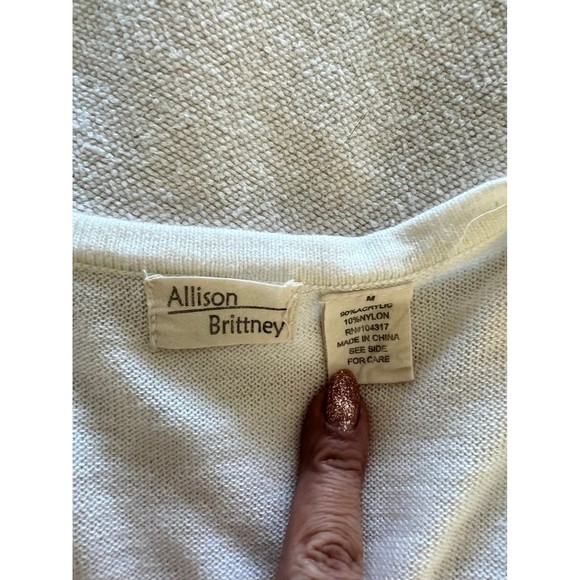 Allison
Brittney
M
90%ACRYLIC
10%NYLON
RN#104317
MADE IN CHINA
SEE SIDE
FOR CARE